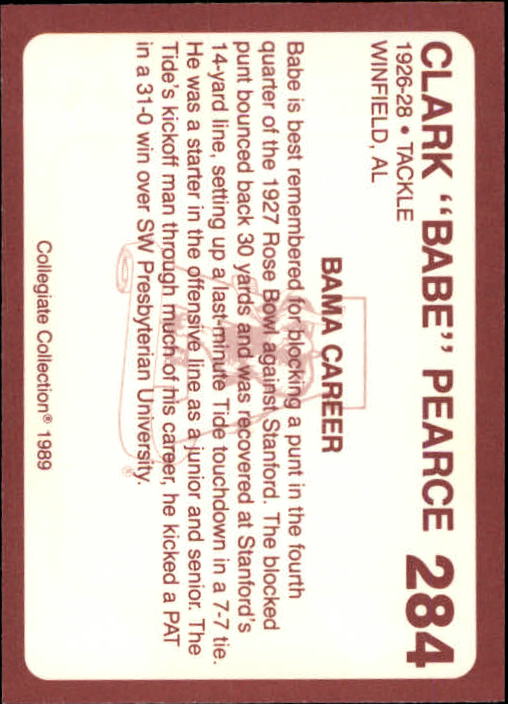 CLARK "BABE" PEARCE 284
1926-28 • TACKLE
WINFIELD, AL
BAMA CAREER
Babe is best remembered for blocking a punt in the fourth
quarter of the 1927 Rose Bowl against Stanford. The blocked
punt bounced back 30 yards and was recovered at Stanford's
14-yard line, setting up a last-minute Tide touchdown in a 7-7 tie.
He was a starter in the offensive line as a junior and senior. The
Tide's kickoff man through much of his career, he kicked a PAT
in a 31-0 win over SW Presbyterian University.
®
Collegiate Collection® 1989